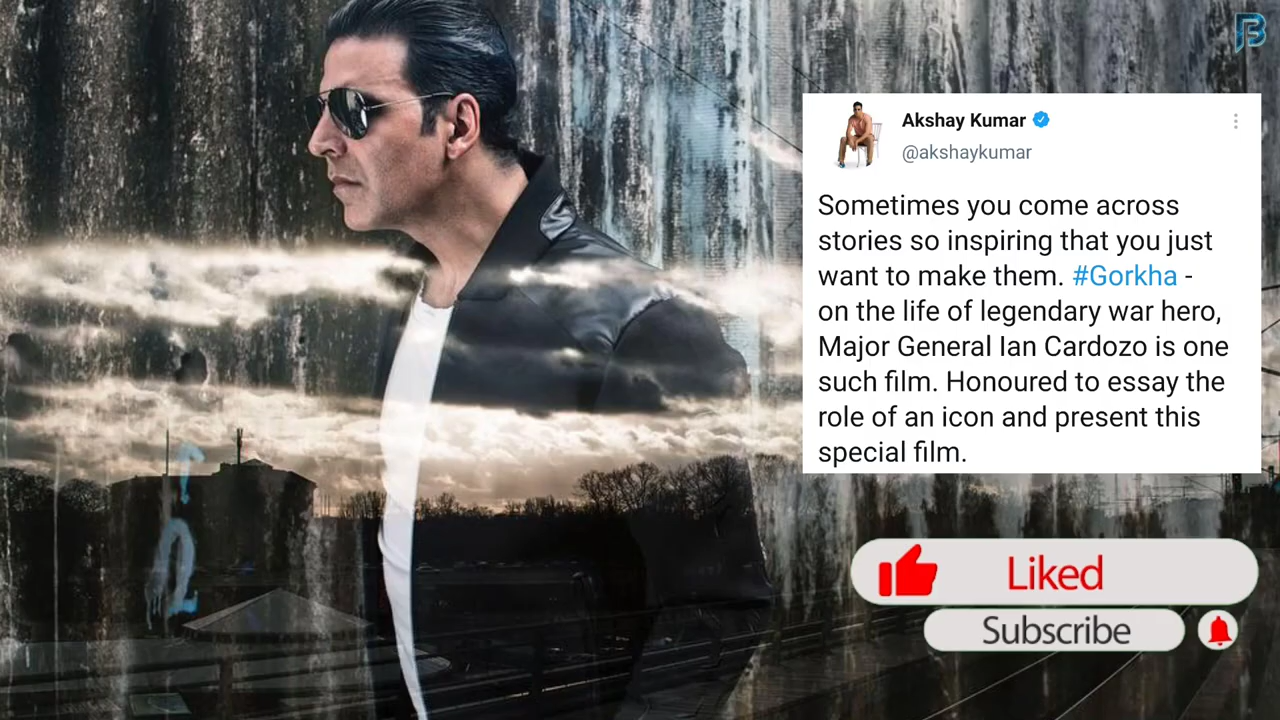 Akshay Kumar
@akshaykumar
Sometimes you come across
stories so inspiring that you just
want to make them. #Gorkha -
on the life of legendary war hero,
Major General Ian Cardozo is one
such film. Honoured to essay the
role of an icon and present this
special film.
Liked
Subscribe